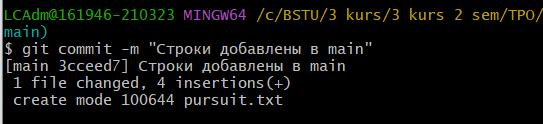 LCAdm@161946-210323 MINGW64 /c/BSTU/3 kurs/3 kurs 2 sem/TPO/
main)
$ git commit -m "Строки добавлены в main"
[main 3cceed7] Строки добавлены в main
 1 file changed, 4 insertions(+)
 create mode 100644 pursuit.txt